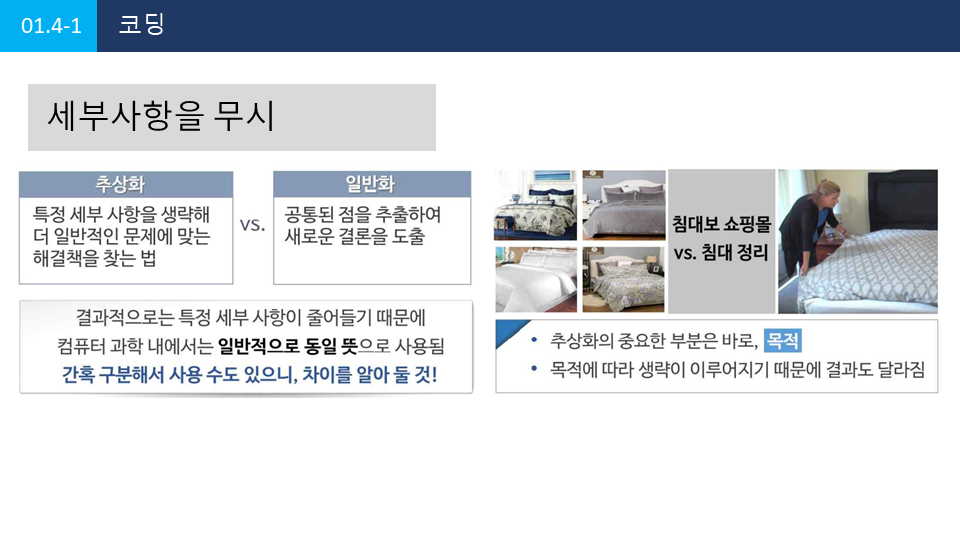 01.4-1
코딩
세부사항을 무시
추상화
특정 세부 사항을 생략해
더 일반적인 문제에 맞는
해결책을 찾는 법
vs.
일반화
공통된 점을 추출하여
새로운 결론을 도출
결과적으로는 특정 세부 사항이 줄어들기 때문에
컴퓨터 과학 내에서는 일반적으로 동일 뜻으로 사용됨
간혹 구분해서 사용 수도 있으니, 차이를 알아 둘 것!
침대보 쇼핑몰
vs. 침대 정리
• 추상화의 중요한 부분은 바로, 목적
• 목적에 따라 생략이 이루어지기 때문에 결과도 달라짐